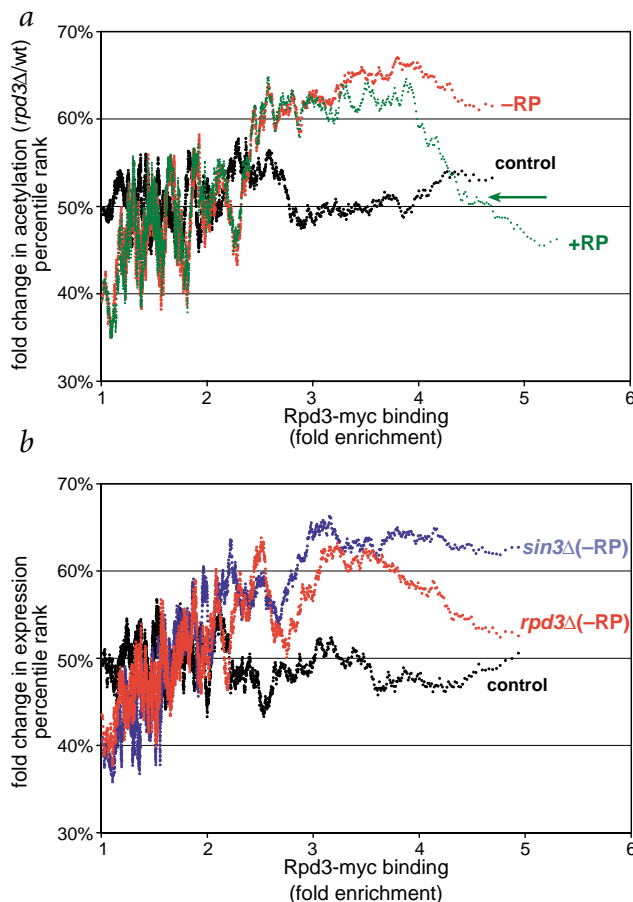 a
fold change in acetylation (rpd3Δ/wt)
percentile rank
70%
60%
50%
40%
30%
–RP
control
+RP
1 2 3 4 5 6
Rpd3-myc binding
(fold enrichment)
b
fold change in expression
percentile rank
70%
60%
50%
40%
30%
sin3Δ(–RP)
rpd3Δ(–RP)
control
1 2 3 4 5 6
Rpd3-myc binding
(fold enrichment)